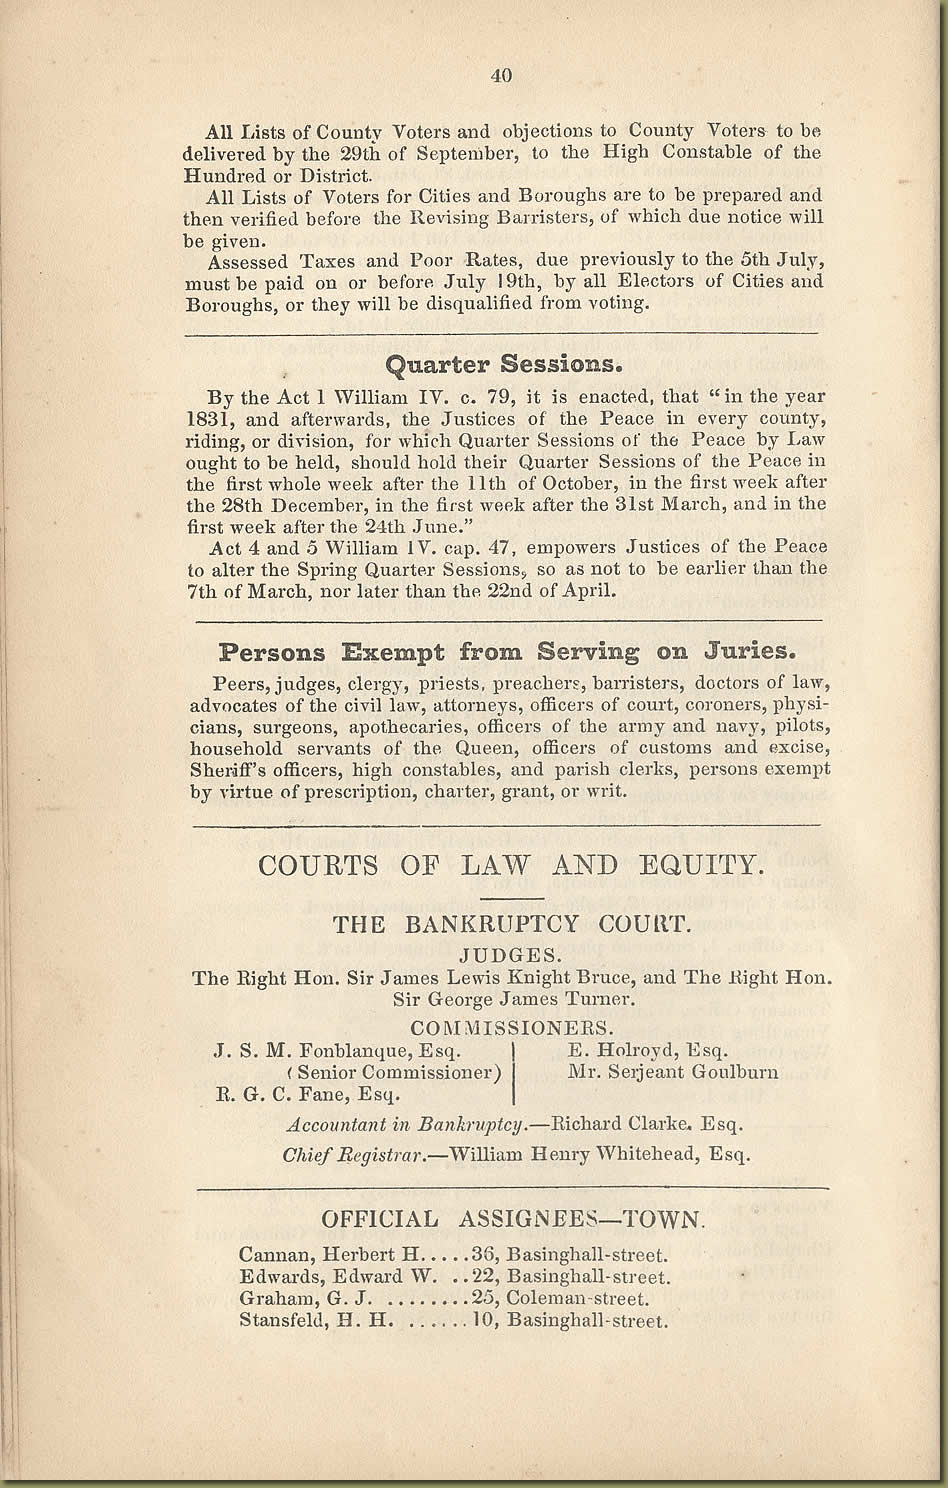 40
All Lists of County Voters and objections to County Voters to be
delivered by the 29th of September, to the High Constable of the
Hundred or District.
All Lists of Voters for Cities and Boroughs are to be prepared and
then verified before the Revising Barristers, of which due notice will
be given.
Assessed Taxes and Poor Rates, due previously to the 5th July,
must be paid on or before July 19th, by all Electors of Cities and
Boroughs, or they will be disqualified from voting.
Quarter Sessions.
By the Act 1 William IV. c. 79, it is enacted, that “in the year
1831, and afterwards, the Justices of the Peace in every county,
riding, or division, for which Quarter Sessions of the Peace by Law
ought to be held, should hold their Quarter Sessions of the Peace in
the first whole week after the 11th of October, in the first week after
the 28th December, in the first week after the 31st March, and in the
first week after the 24th June.”
Act 4 and 5 William IV. cap. 47, empowers Justices of the Peace
to alter the Spring Quarter Sessions, so as not to be earlier than the
7th of March, nor later than the 22nd of April.
Persons Exempt from Serving on Juries.
Peers, judges, clergy, priests, preachers, barristers, doctors of law,
advocates of the civil law, attorneys, officers of court, coroners, physi-
cians, surgeons, apothecaries, officers of the army and navy, pilots,
household servants of the Queen, officers of customs and excise,
Sheriff's officers, high constables, and parish clerks, persons exempt
by virtue of prescription, charter, grant, or writ.
COURTS OF LAW AND EQUITY.
THE BANKRUPTCY COURT.
JUDGES.
The Right Hon. Sir James Lewis Knight Bruce, and The Right Hon.
Sir George James Turner.
COMMISSIONERS.
J. S. M. Fonblanque, Esq.
(Senior Commissioner)
R. G. C. Fane, Esq.
E. Holroyd, Esq.
Mr. Serjeant Goulburn
Accountant in Bankruptcy.—Richard Clarke. Esq.
Chief Registrar.—William Henry Whitehead, Esq.
OFFICIAL ASSIGNEES—TOWN.
Cannan, Herbert H.....36, Basinghall-street.
Edwards, Edward W. ..22, Basinghall-street.
Graham, G. J. ........25, Coleman-street.
Stansfeld, H. H. ......10, Basinghall-street.